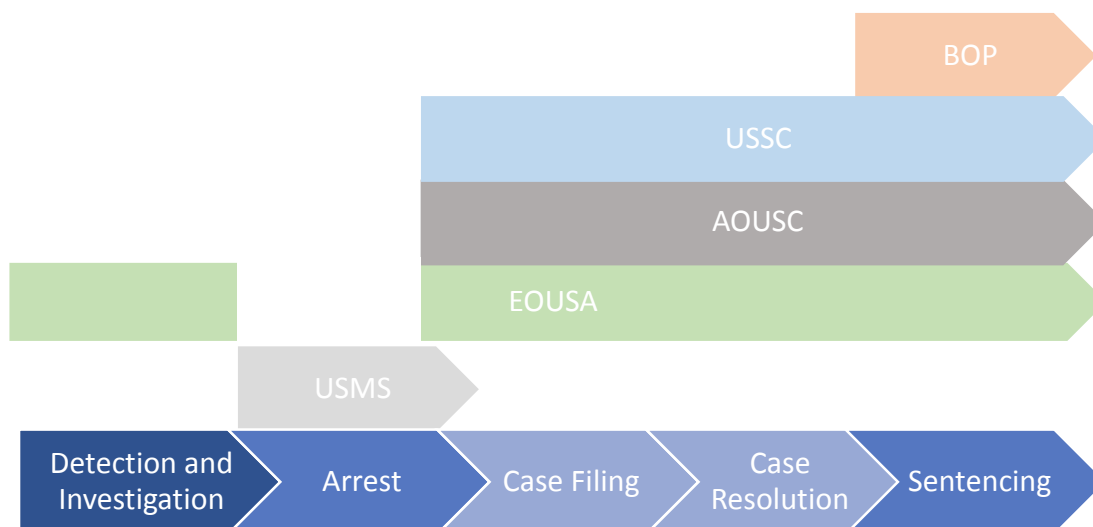 BOP
USSC
AOUSC
EOUSA
USMS
Detection and
Investigation
Arrest
Case Filing
Case
Resolution
Sentencing